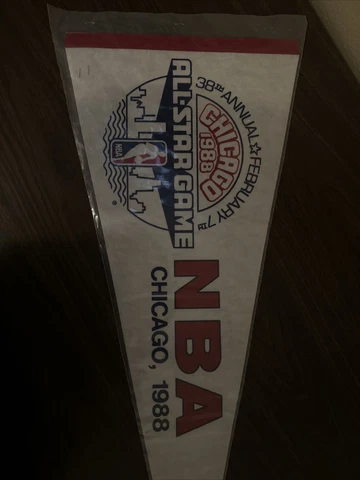 38TH ANNUAL☆FEBRUARY 7TH
CHICAGO
1988
ALL-STAR GAME
NBA
®
NBA
CHICAGO, 1988